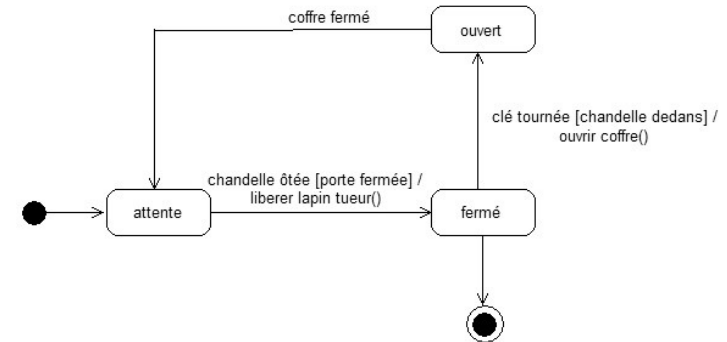 coffre fermé
ouvert
clé tournée [chandelle dedans] /
ouvrir coffre()
chandelle ôtée [porte fermée] /
liberer lapin tueur()
attente
fermé